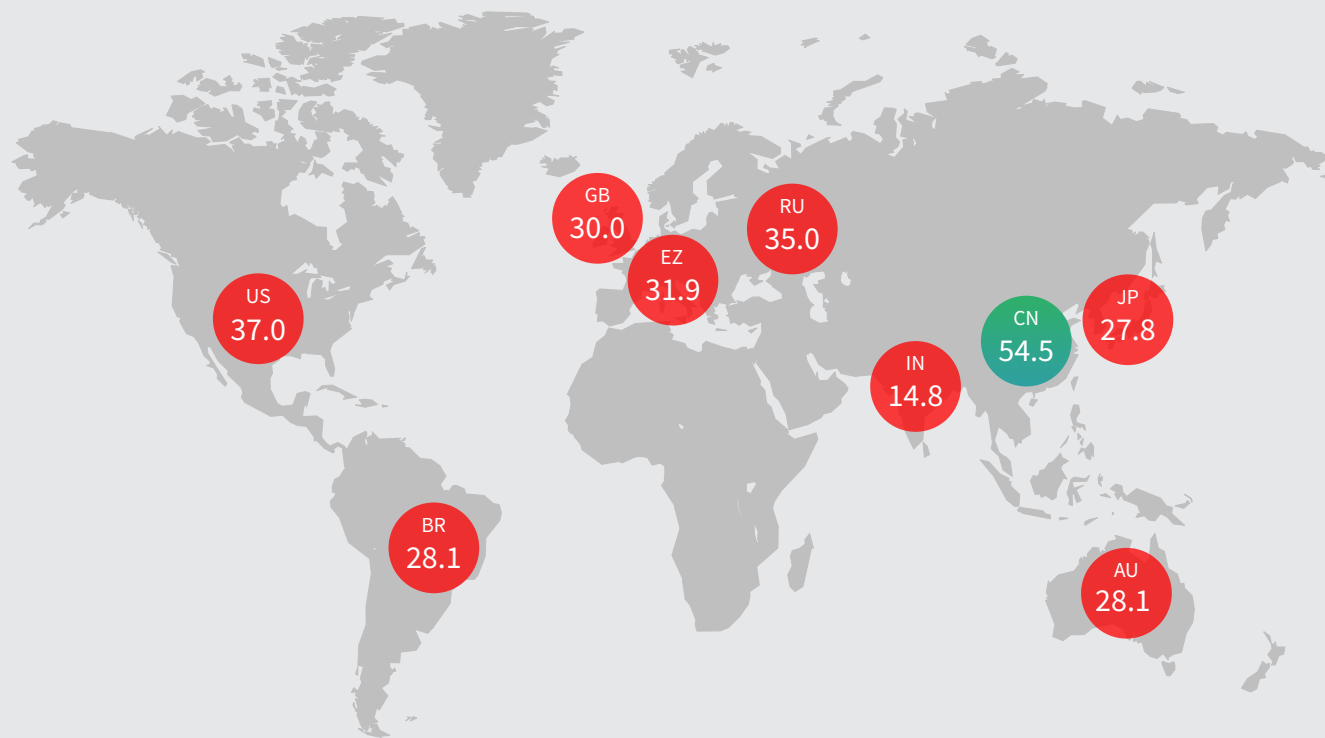 GB
30.0
RU
35.0
EZ
31.9
US
37.0
JP
27.8
CN
54.5
IN
14.8
BR
28.1
AU
28.1